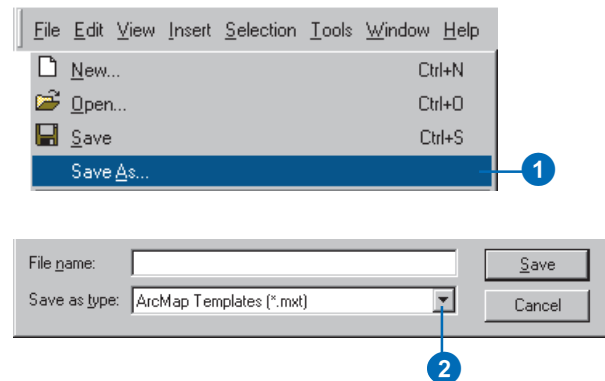 File Edit View Insert Selection Tools Window Help
New... Ctrl+N
Open... Ctrl+O
Save Ctrl+S
Save As...
1
File name: Save
Save as type: ArcMap Templates (*.mxt) Cancel
2